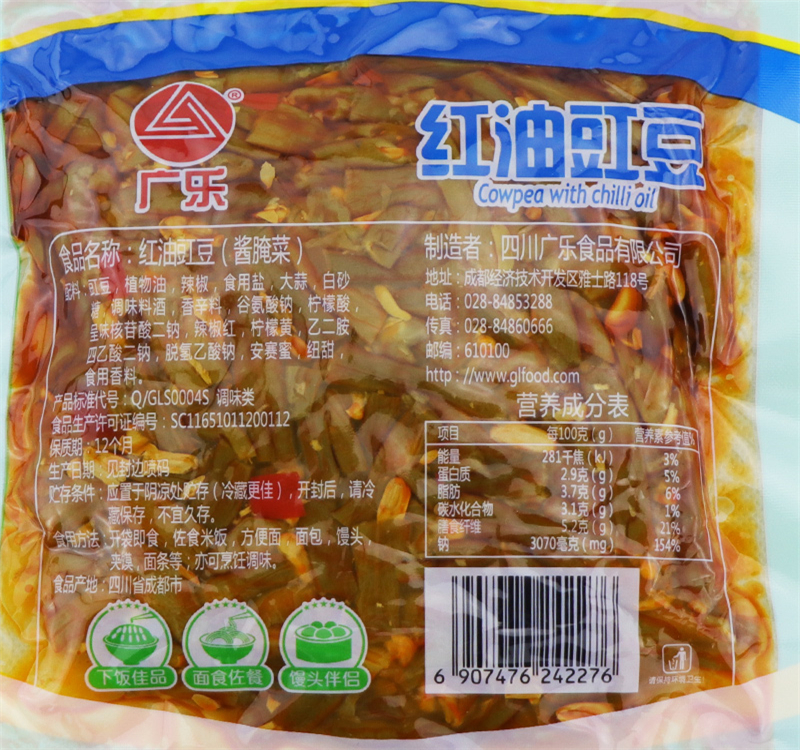 广乐®
红油豇豆
Cowpea with chilli oil
食品名称：红油豇豆（酱腌菜）
配料：豇豆，植物油，辣椒，食用盐，大蒜，白砂
糖，调味料酒，香辛料，谷氨酸钠，柠檬酸，
呈味核苷酸二钠，辣椒红，柠檬黄，乙二胺
四乙酸二钠，脱氢乙酸钠，安赛蜜，纽甜，
食用香料。
产品标准代号：Q/GLS0004S 调味类
食品生产许可证编号：SC11651011200112
保质期：12个月
生产日期：见封边喷码
贮存条件：应置于阴凉处贮存（冷藏更佳），开封后，请冷
藏保存，不宜久存。
食用方法：开袋即食，佐食米饭，方便面，面包，馒头，
夹馍，面条等；亦可烹饪调味。
食品产地：四川省成都市
下饭佳品
面食佐餐
馒头伴侣
制造者：四川广乐食品有限公司
地址：成都经济技术开发区雅士路118号
电话：028-84853288
传真：028-84860666
邮编：610100
http://www.glfood.com
营养成分表
项目 每100克(g) 营养素参考值%
能量 281千焦(kJ) 3%
蛋白质 2.9克(g) 5%
脂肪 3.7克(g) 6%
碳水化合物 3.1克(g) 1%
膳食纤维 5.2克(g) 21%
钠 3070毫克(mg) 154%
6 907476 242276